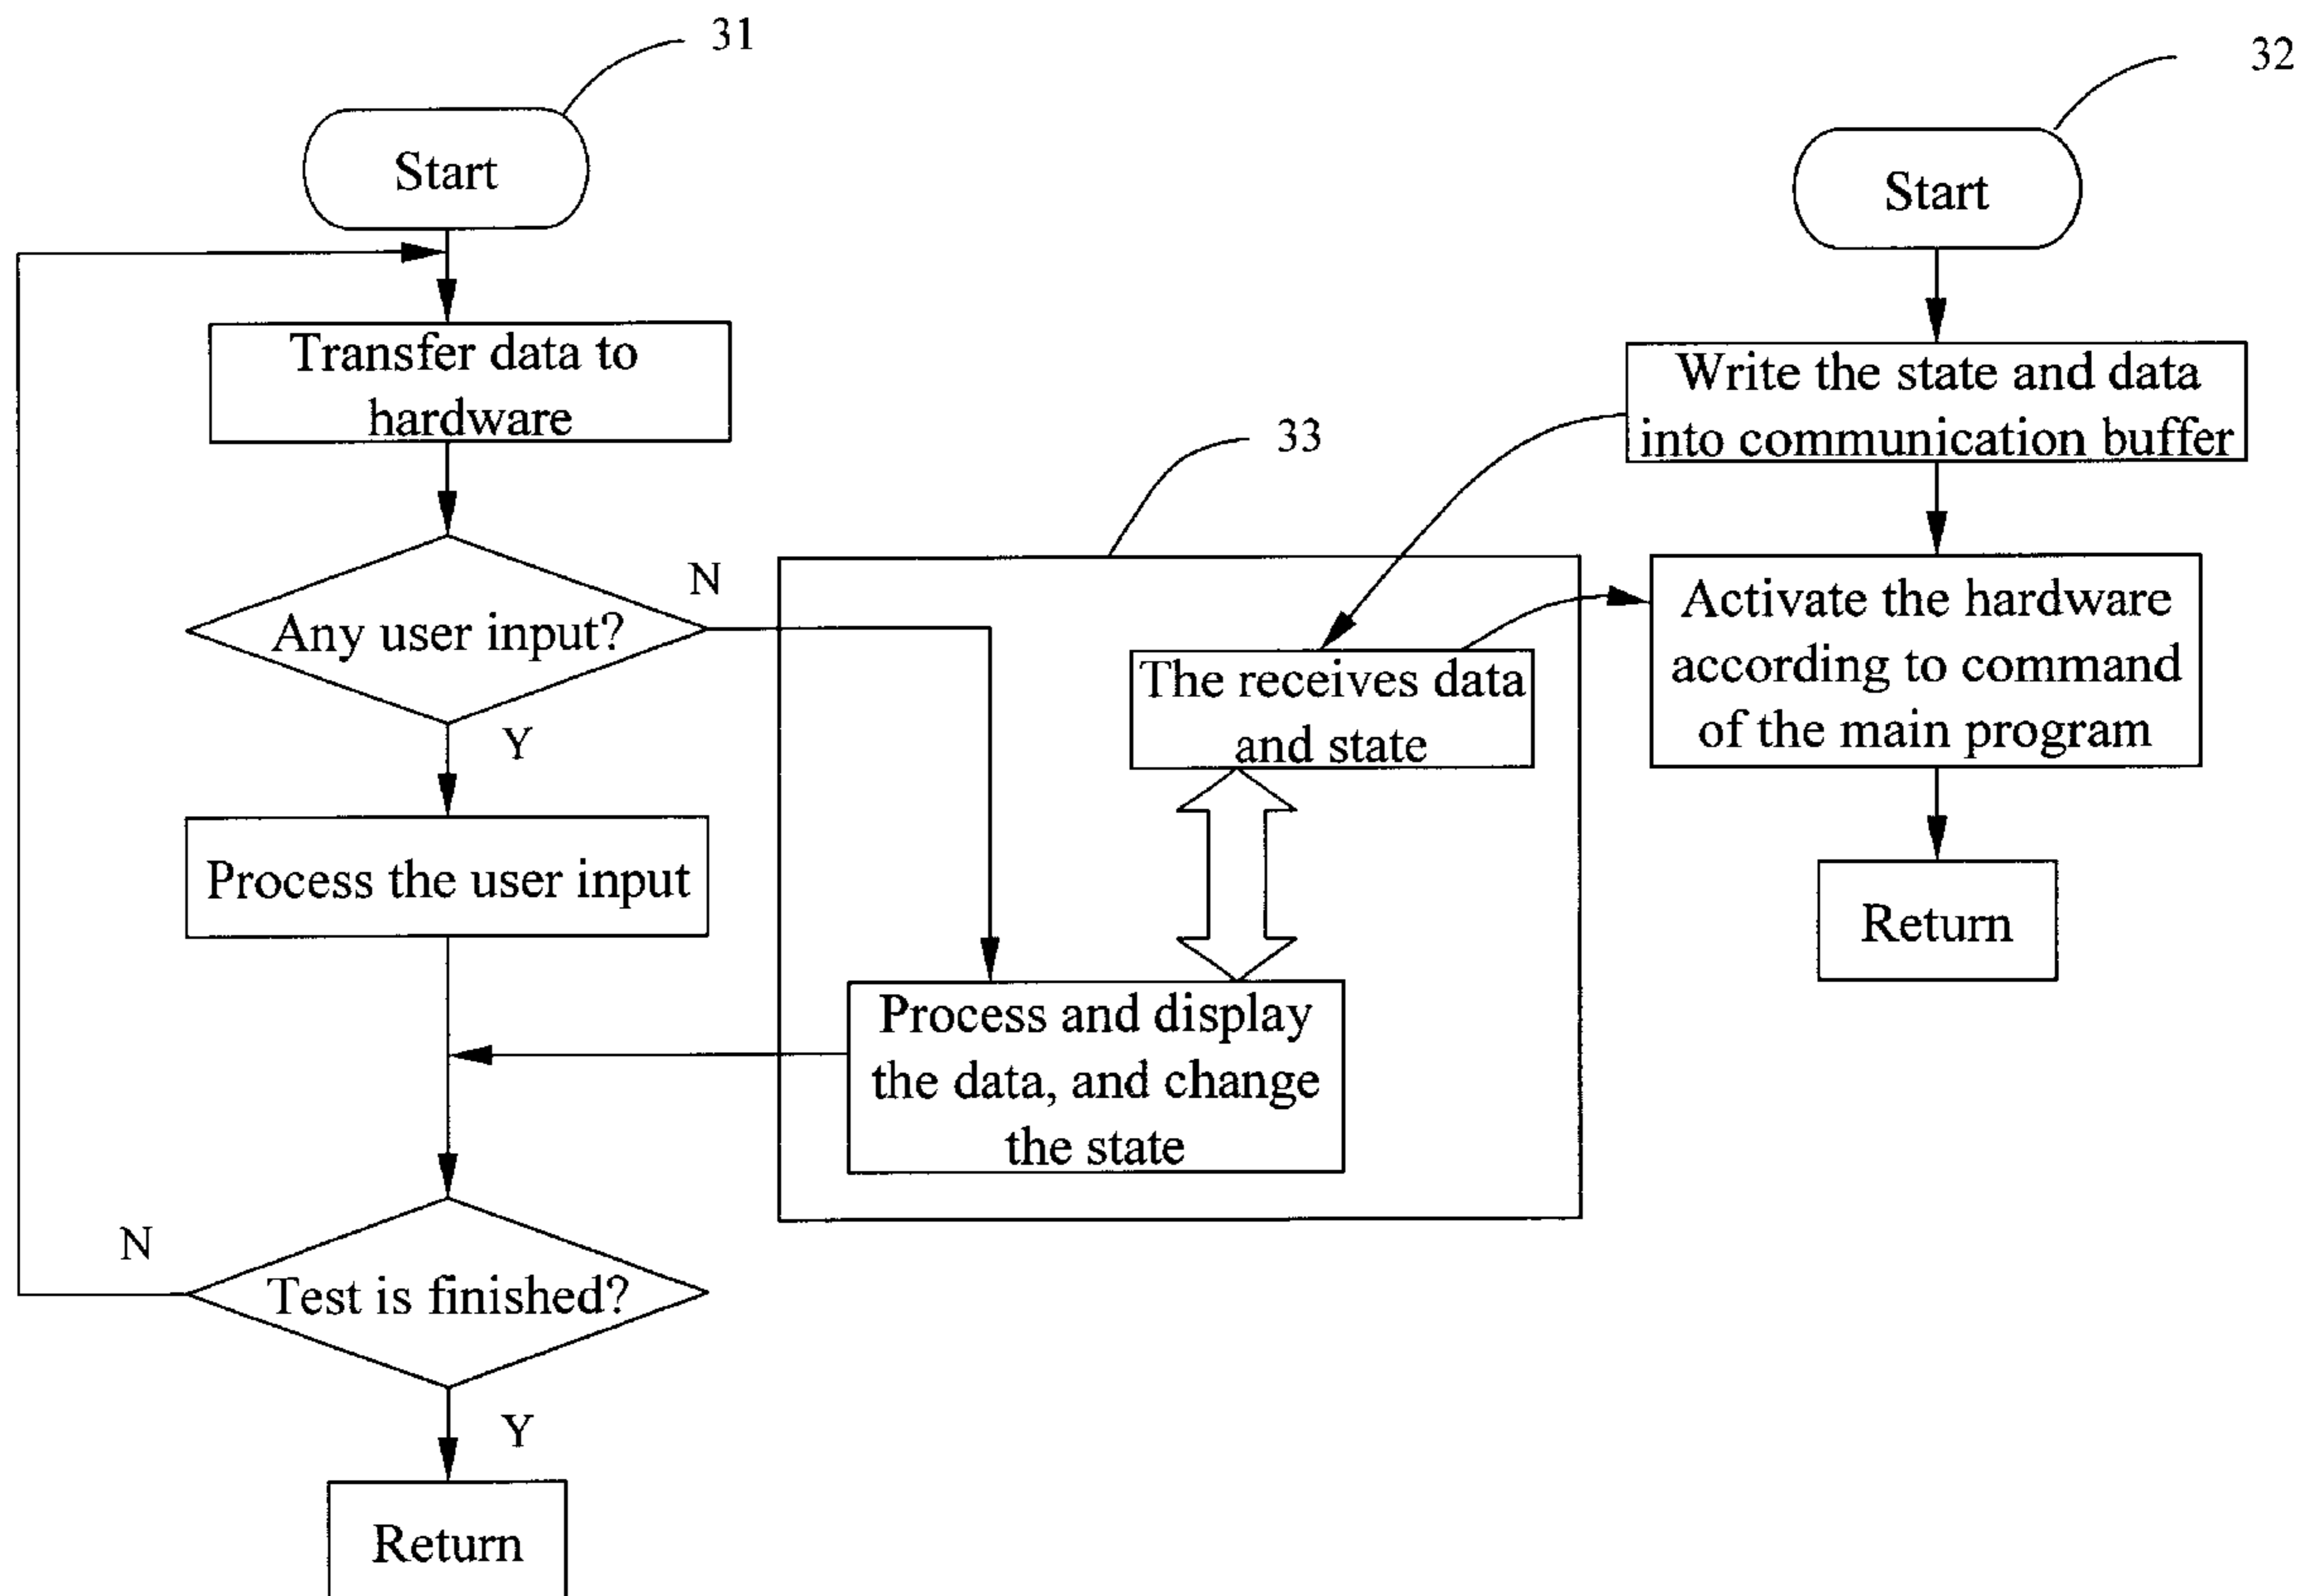 31
32
Start
Start
Transfer data to
hardware
Write the state and data
into communication buffer
33
Any user input?
N
Y
The receives data
and state
Activate the hardware
according to command
of the main program
Process the user input
Return
Process and display
the data, and change
the state
N
Test is finished?
Y
Return